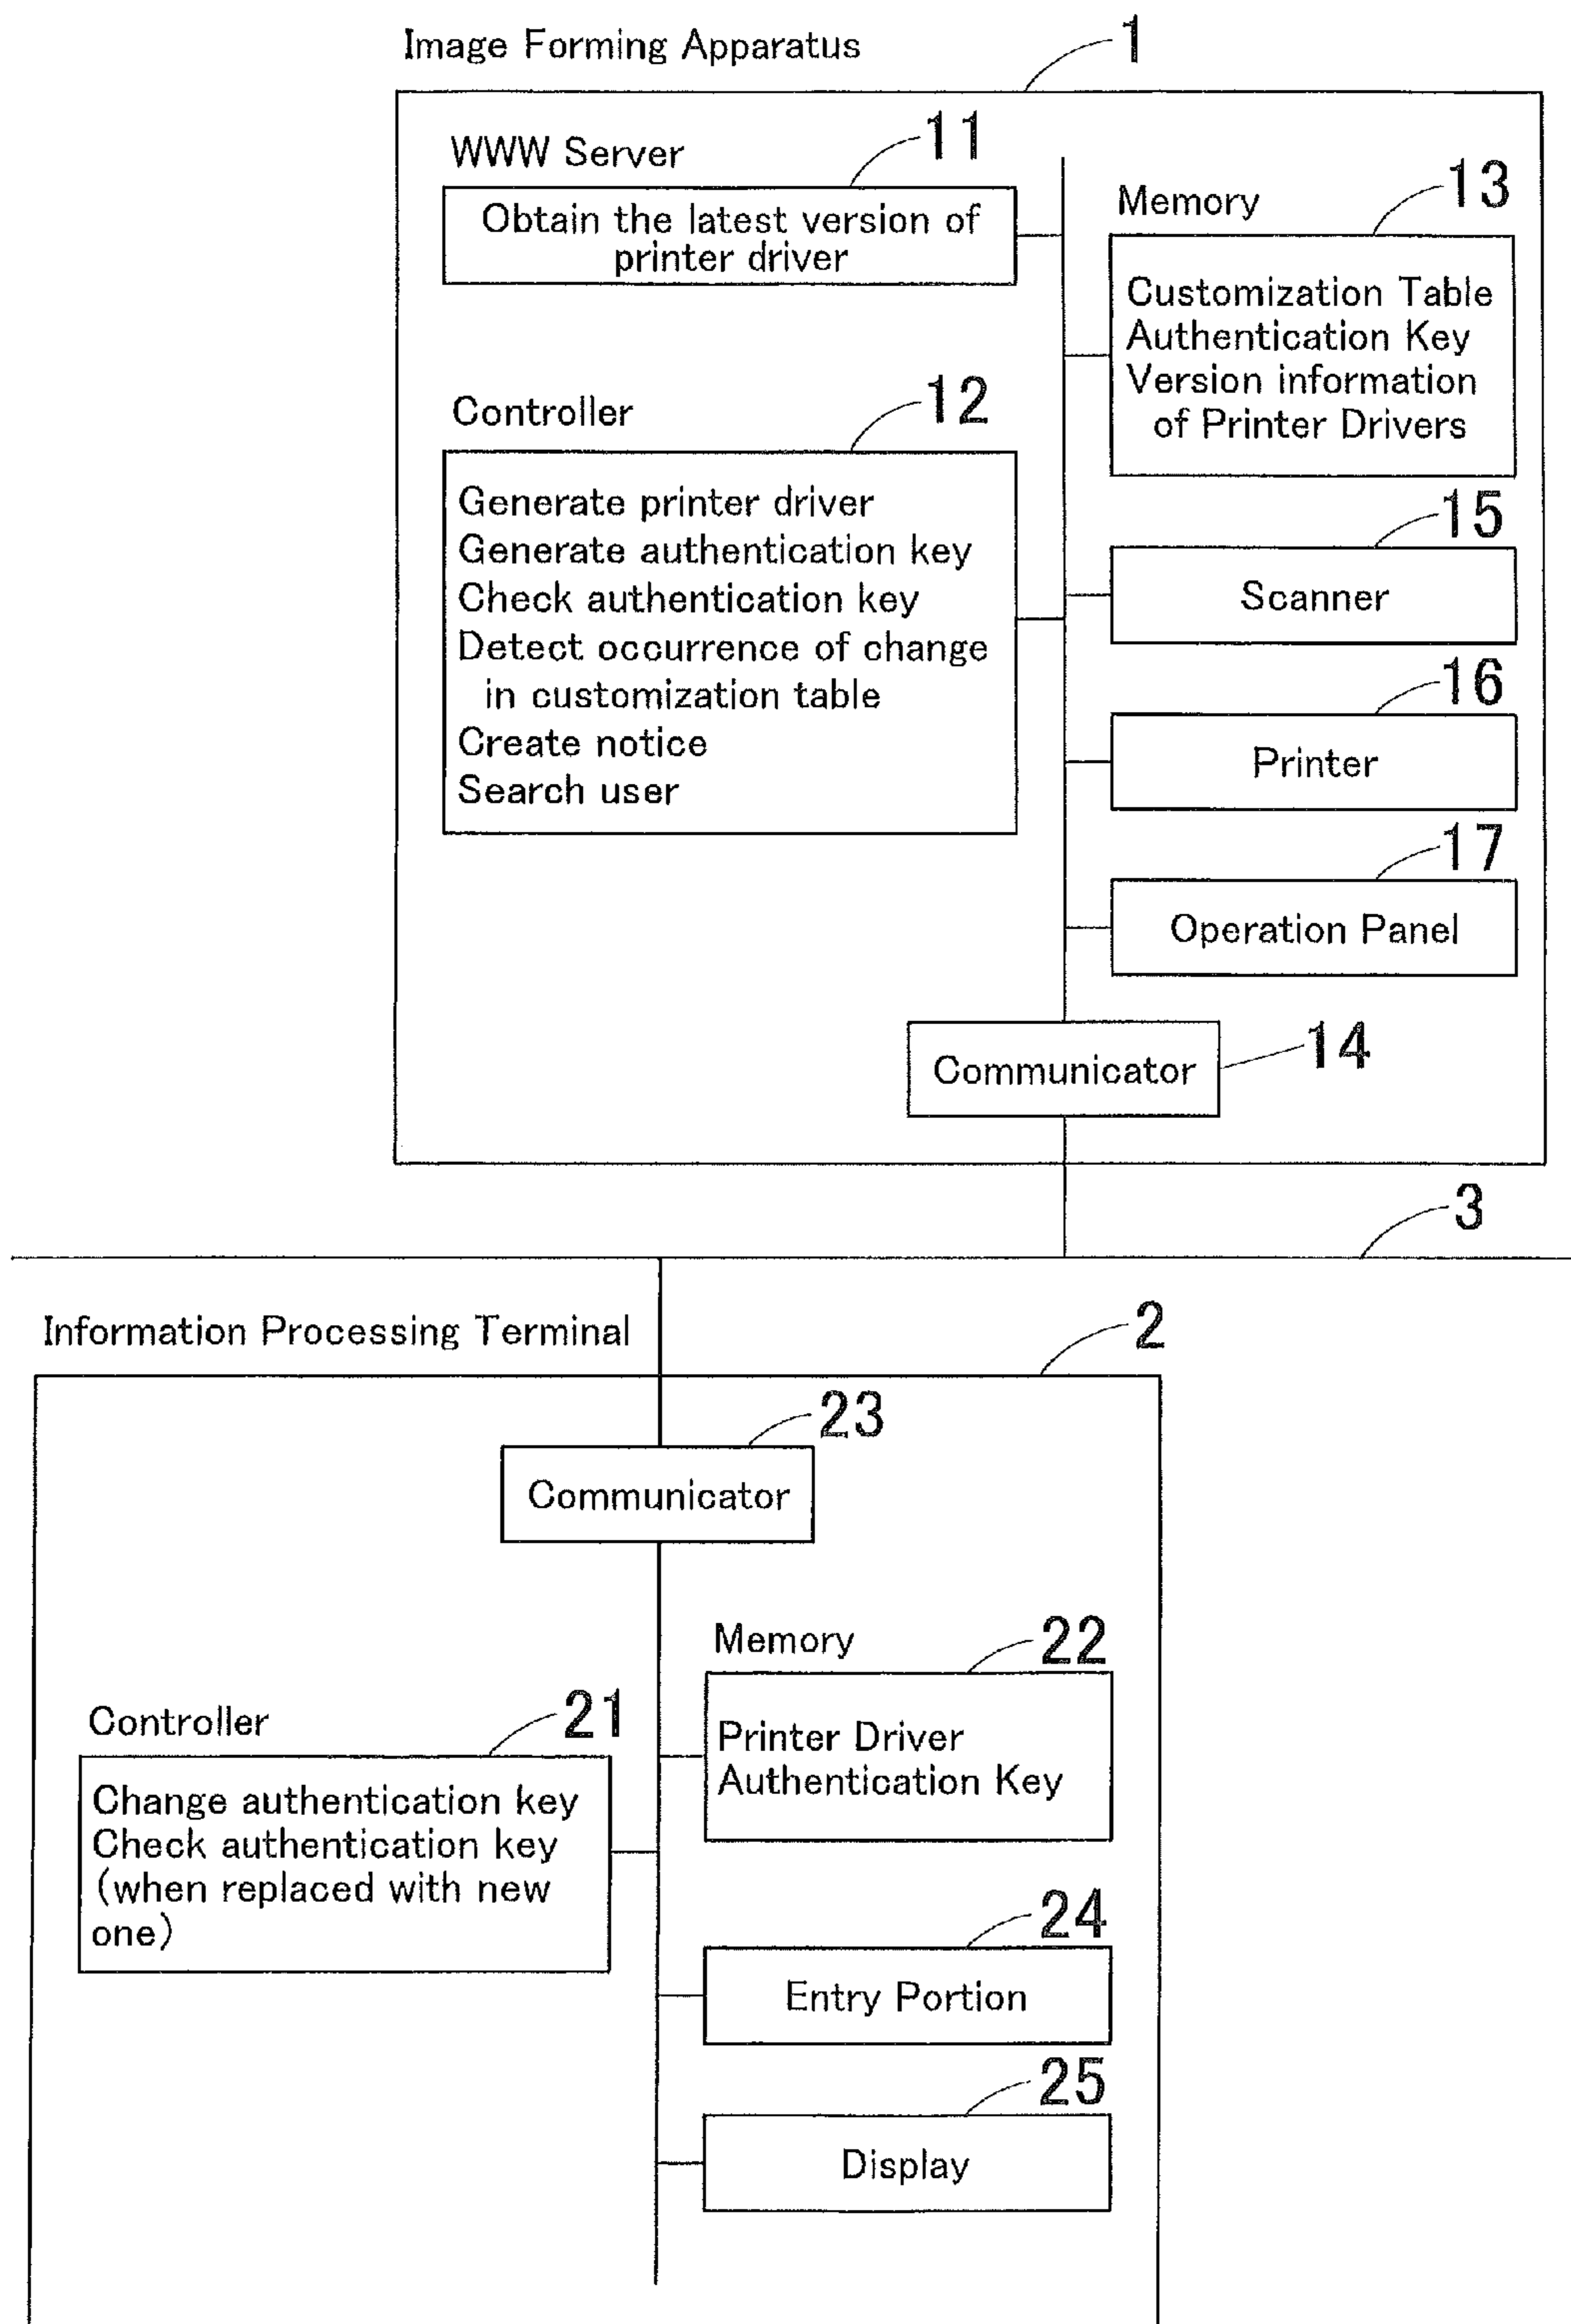 Image Forming Apparatus
1
WWW Server
11
Obtain the latest version of
printer driver
Memory
13
Customization Table
Authentication Key
Version information
of Printer Drivers
Controller
12
Generate printer driver
Generate authentication key
Check authentication key
Detect occurrence of change
in customization table
Create notice
Search user
15
Scanner
16
Printer
17
Operation Panel
Communicator
14
3
Information Processing Terminal
2
23
Communicator
Memory
22
Printer Driver
Authentication Key
Controller
21
Change authentication key
Check authentication key
(when replaced with new
one)
24
Entry Portion
25
Display